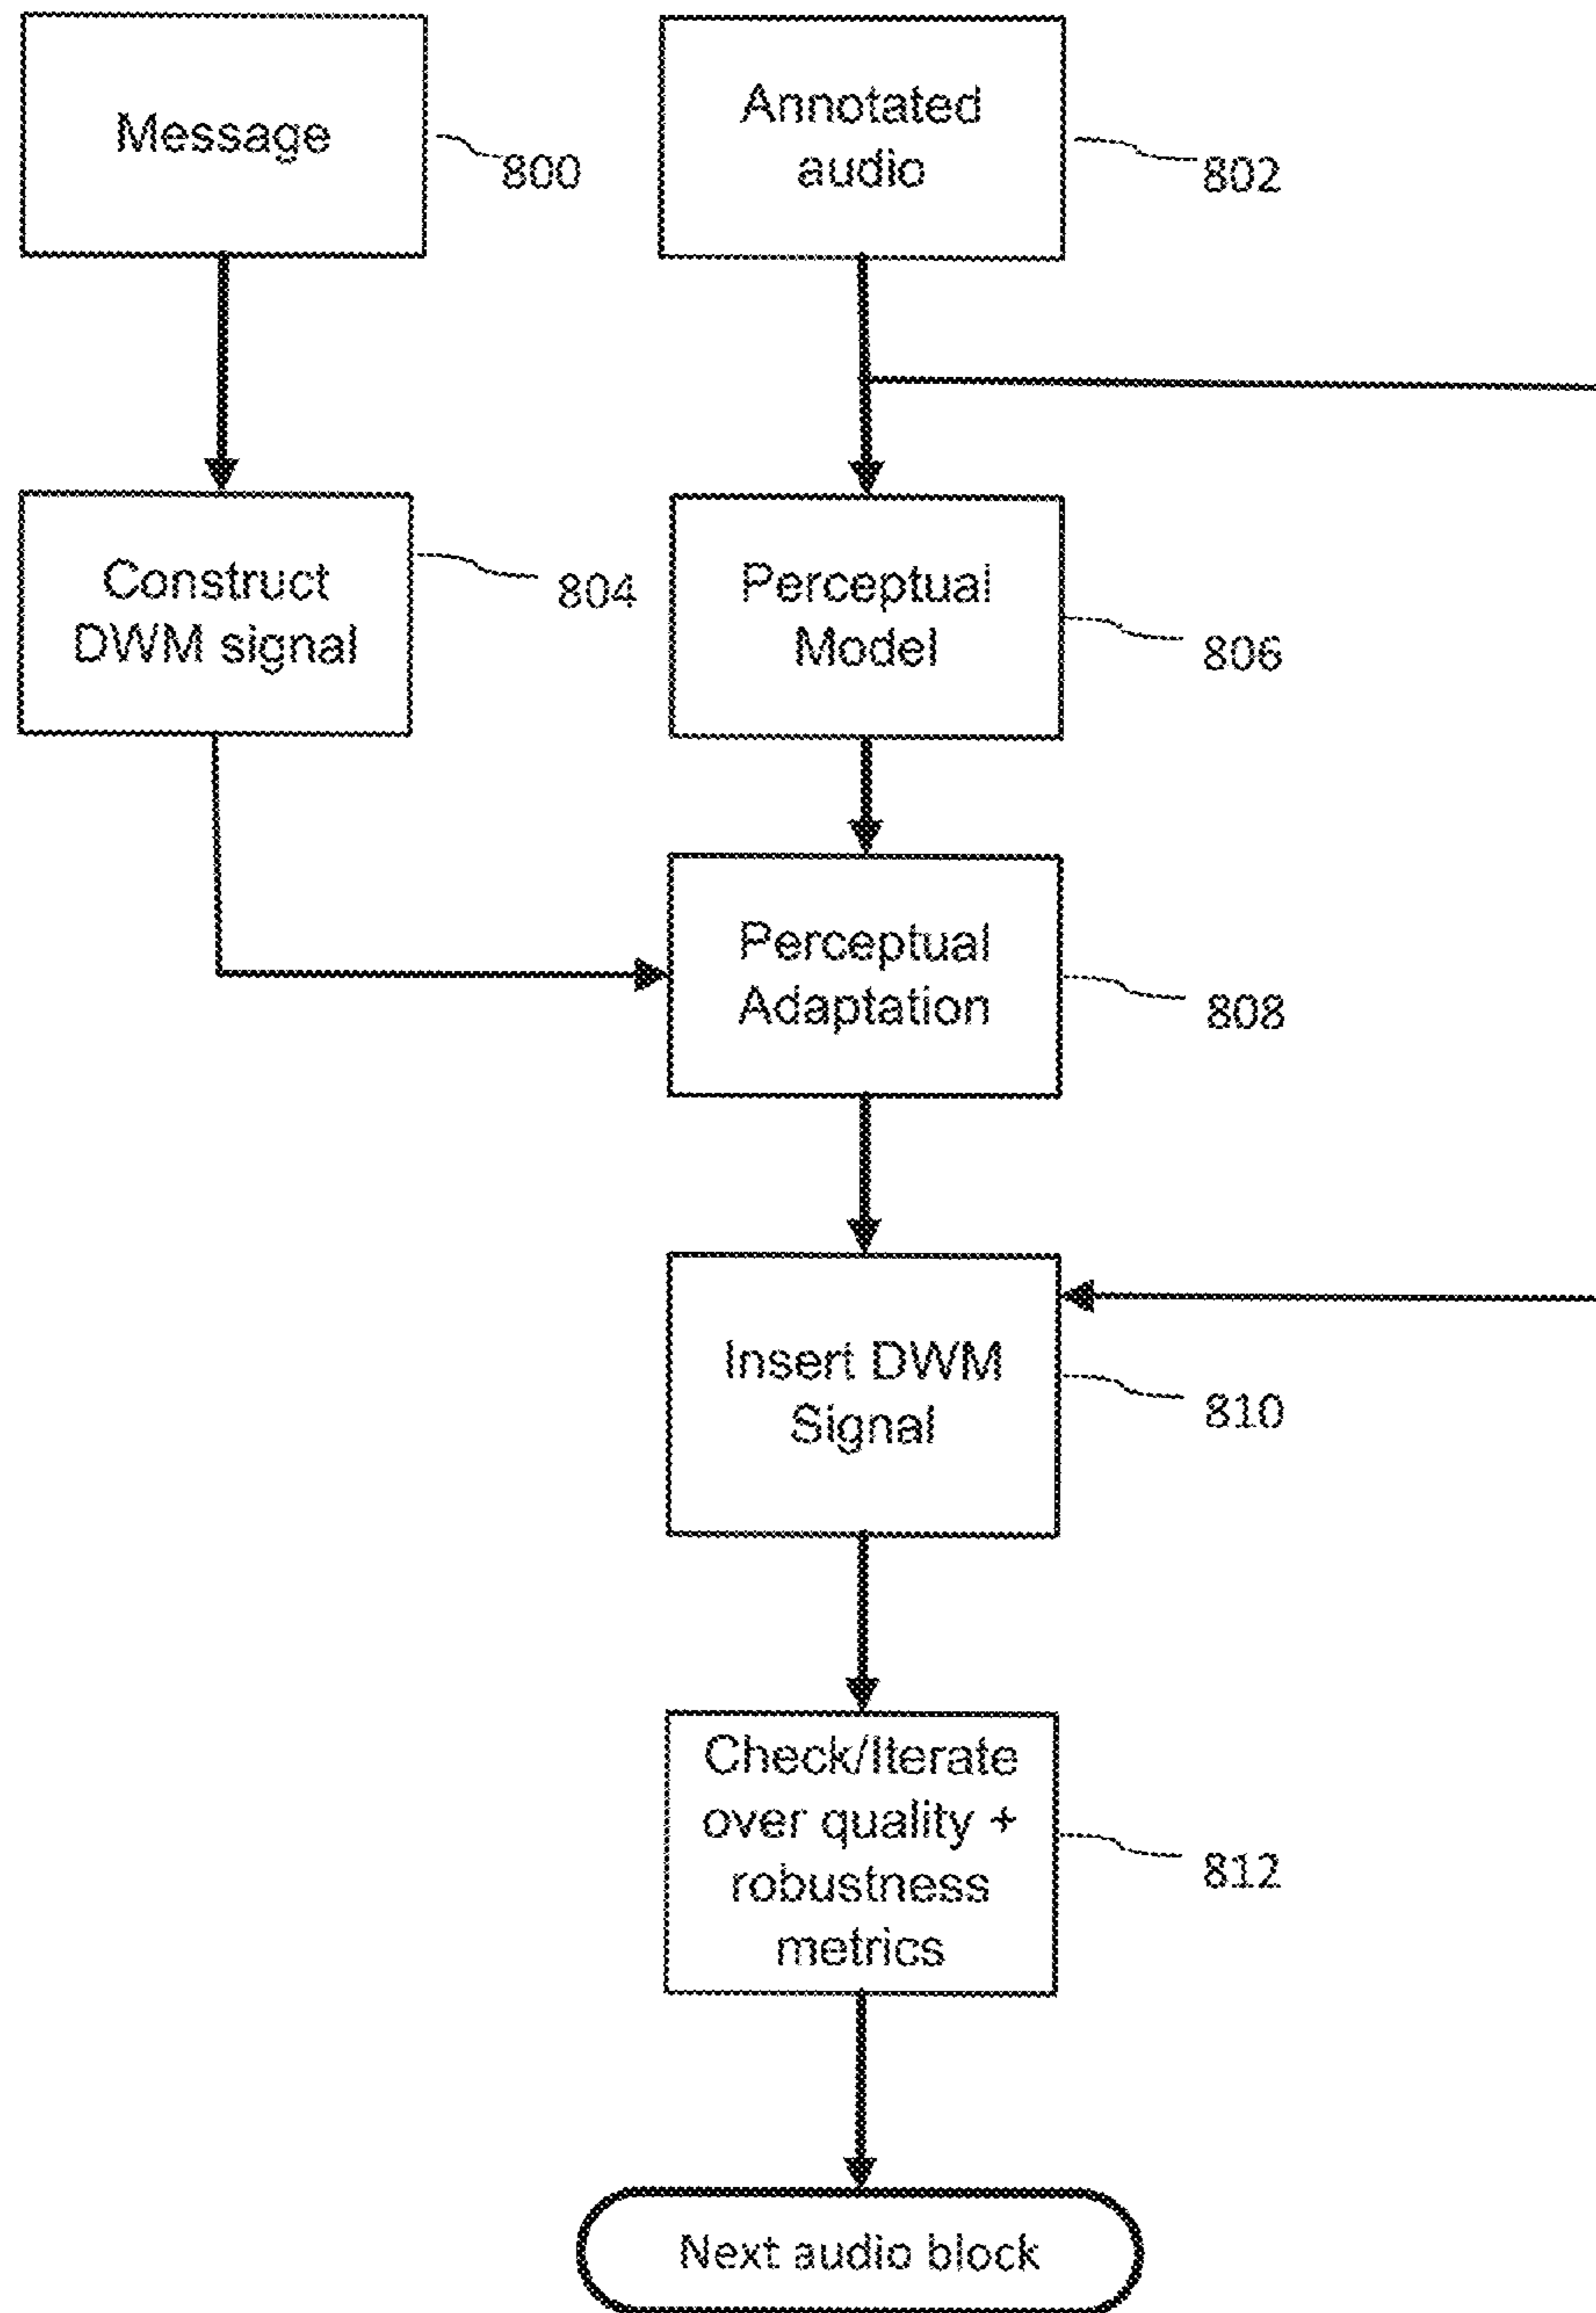 Message
800
Annotated
audio
802
Construct
DWM signal
804
Perceptual
Model
806
Perceptual
Adaptation
808
Insert DWM
Signal
810
Check/Iterate
over quality +
robustness
metrics
812
Next audio block